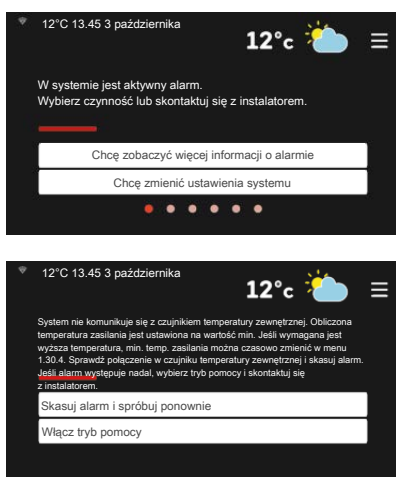 12°C 13.45 3 października
12°c
W systemie jest aktywny alarm.
Wybierz czynność lub skontaktuj się z instalatorem.
Chcę zobaczyć więcej informacji o alarmie
Chcę zmienić ustawienia systemu
12°C 13.45 3 października
12°c
System nie komunikuje się z czujnikiem temperatury zewnętrznej. Obliczona
temperatura zasilania jest ustawiona na wartość min. Jeśli wymagana jest
wyższa temperatura, min. temp. zasilania można czasowo zmienić w menu
1.30.4. Sprawdź połączenie w czujniku temperatury zewnętrznej i skasuj alarm.
Jeśli alarm występuje nadal, wybierz tryb pomocy i skontaktuj się
z instalatorem.
Skasuj alarm i spróbuj ponownie
Włącz tryb pomocy